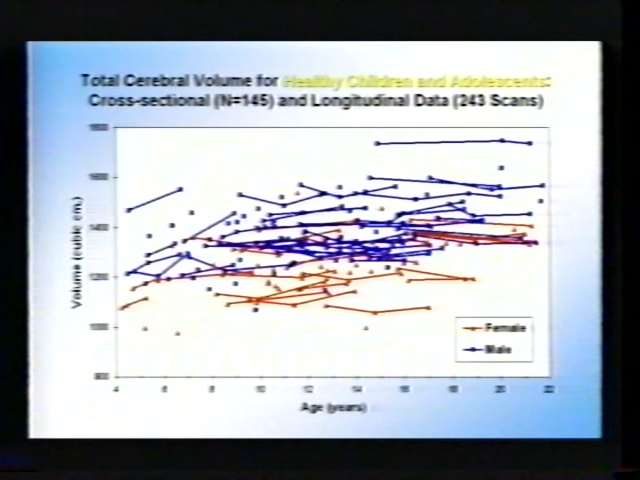 Total Cerebral Volume for Healthy Children and Adolescents:
Cross-sectional (N=145) and Longitudinal Data (243 Scans)
Volume (cubic cm.)
1800
1600
1400
1200
1000
800
4 6 8 10 12 14 16 18 20 22
Age (years)
Female
Male